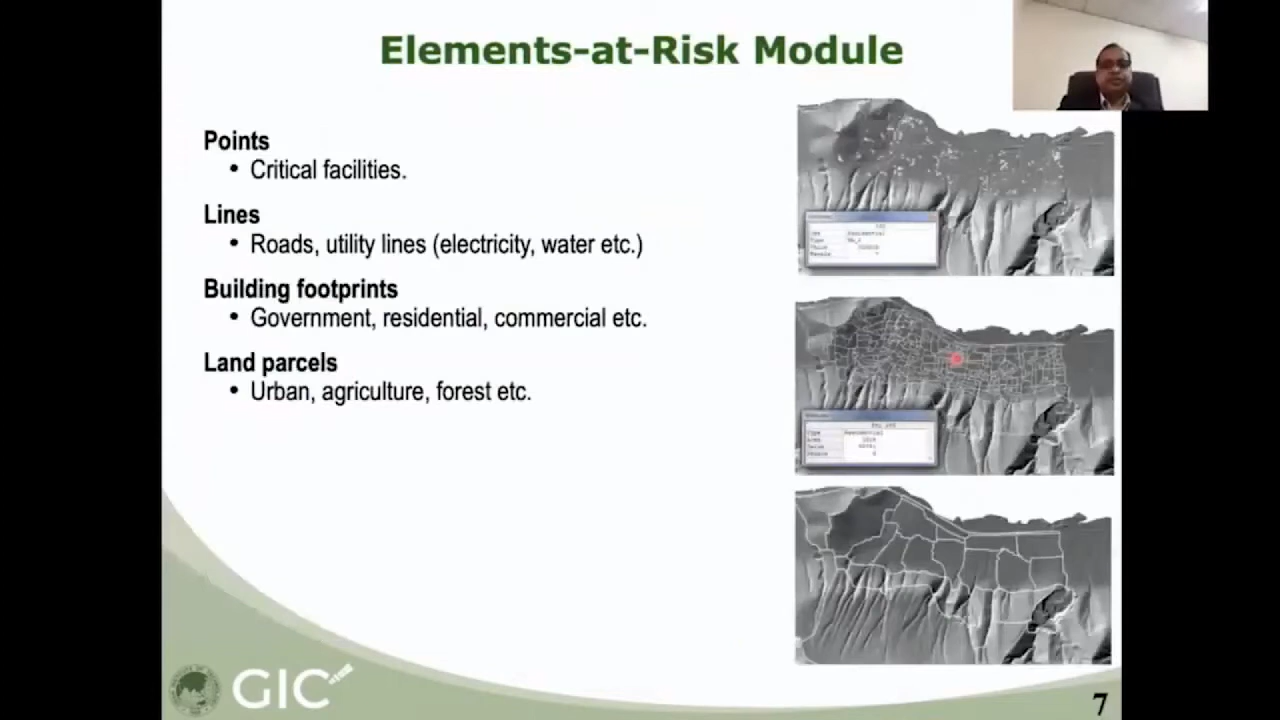 Elements-at-Risk Module
Points
• Critical facilities.
Lines
• Roads, utility lines (electricity, water etc.)
Building footprints
• Government, residential, commercial etc.
Land parcels
• Urban, agriculture, forest etc.
GIC
7